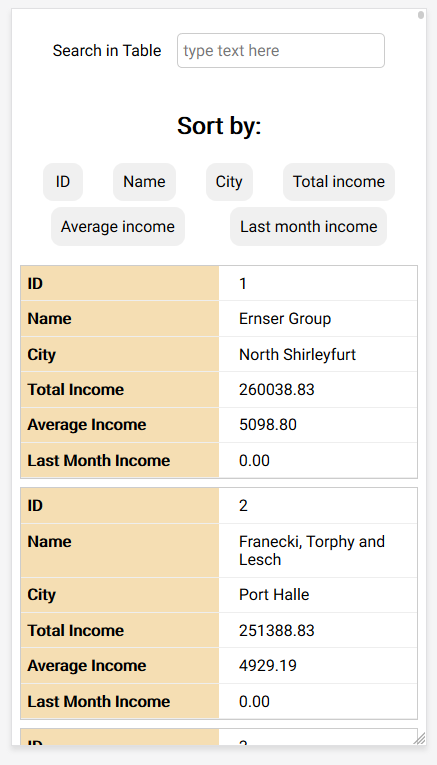 Search in Table type text here
Sort by:
ID Name City Total income
Average income Last month income
ID 1
Name Ernser Group
City North Shirleyfurt
Total Income 260038.83
Average Income 5098.80
Last Month Income 0.00
ID 2
Name Franecki, Torphy and
Lesch
City Port Halle
Total Income 251388.83
Average Income 4929.19
Last Month Income 0.00